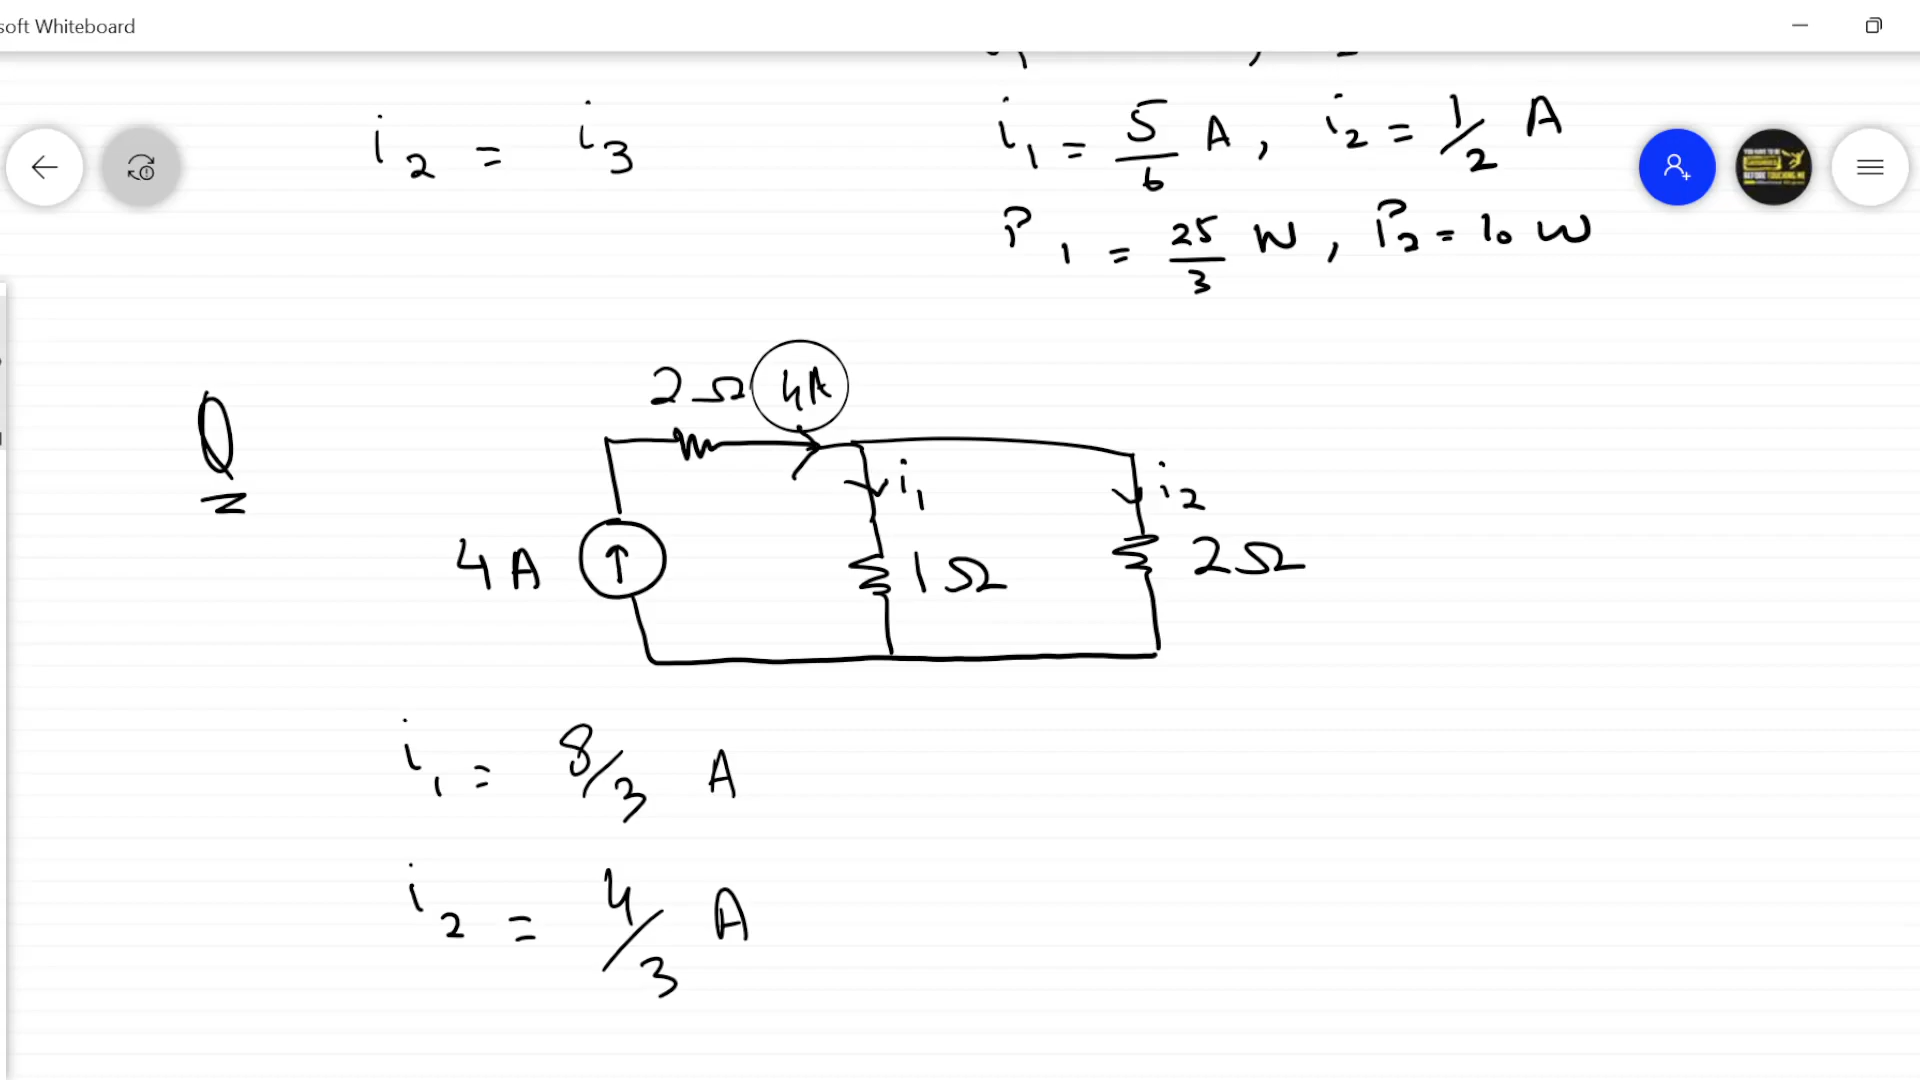 soft Whiteboard
i₁ = 5/6 A, i₂ = 1/2 A
i₂ = i₃
P₁ = 25/3 W, P₂ = 10 W
2Ω 4A
Q
i₁ i₂
4A 1Ω 2Ω
i₁ = 8/3 A
i₂ = 4/3 A